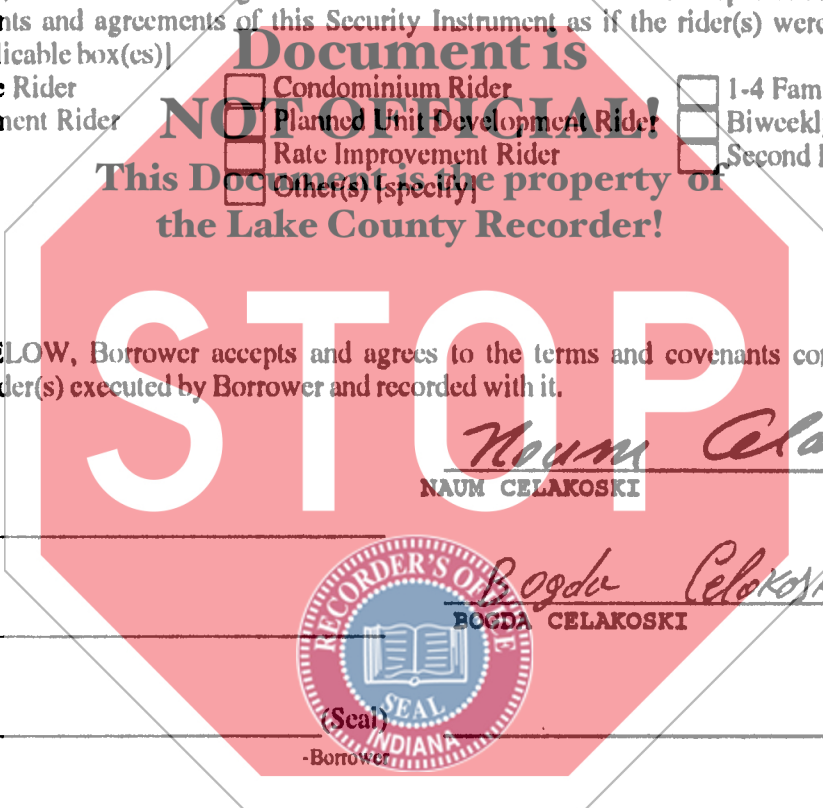 nts and agreements of this Security Instrument as if the rider(s) were
licable box(es)]
Document is
Rider Condominium Rider 1-4 Fam
NOT OFFICIAL!
ment Rider Planned Unit Development Rider Biweekl
Rate Improvement Rider Second
This Document is the property of
Other(s) [specify]
the Lake County Recorder!
STOP
LOW, Borrower accepts and agrees to the terms and covenants con
der(s) executed by Borrower and recorded with it.
Naum Cela
NAUM CELAKOSKI
Bogda Celakosk
BOGDA CELAKOSKI
RECORDER'S OFFICE
SEAL
INDIANA
(Seal)
-Borrower